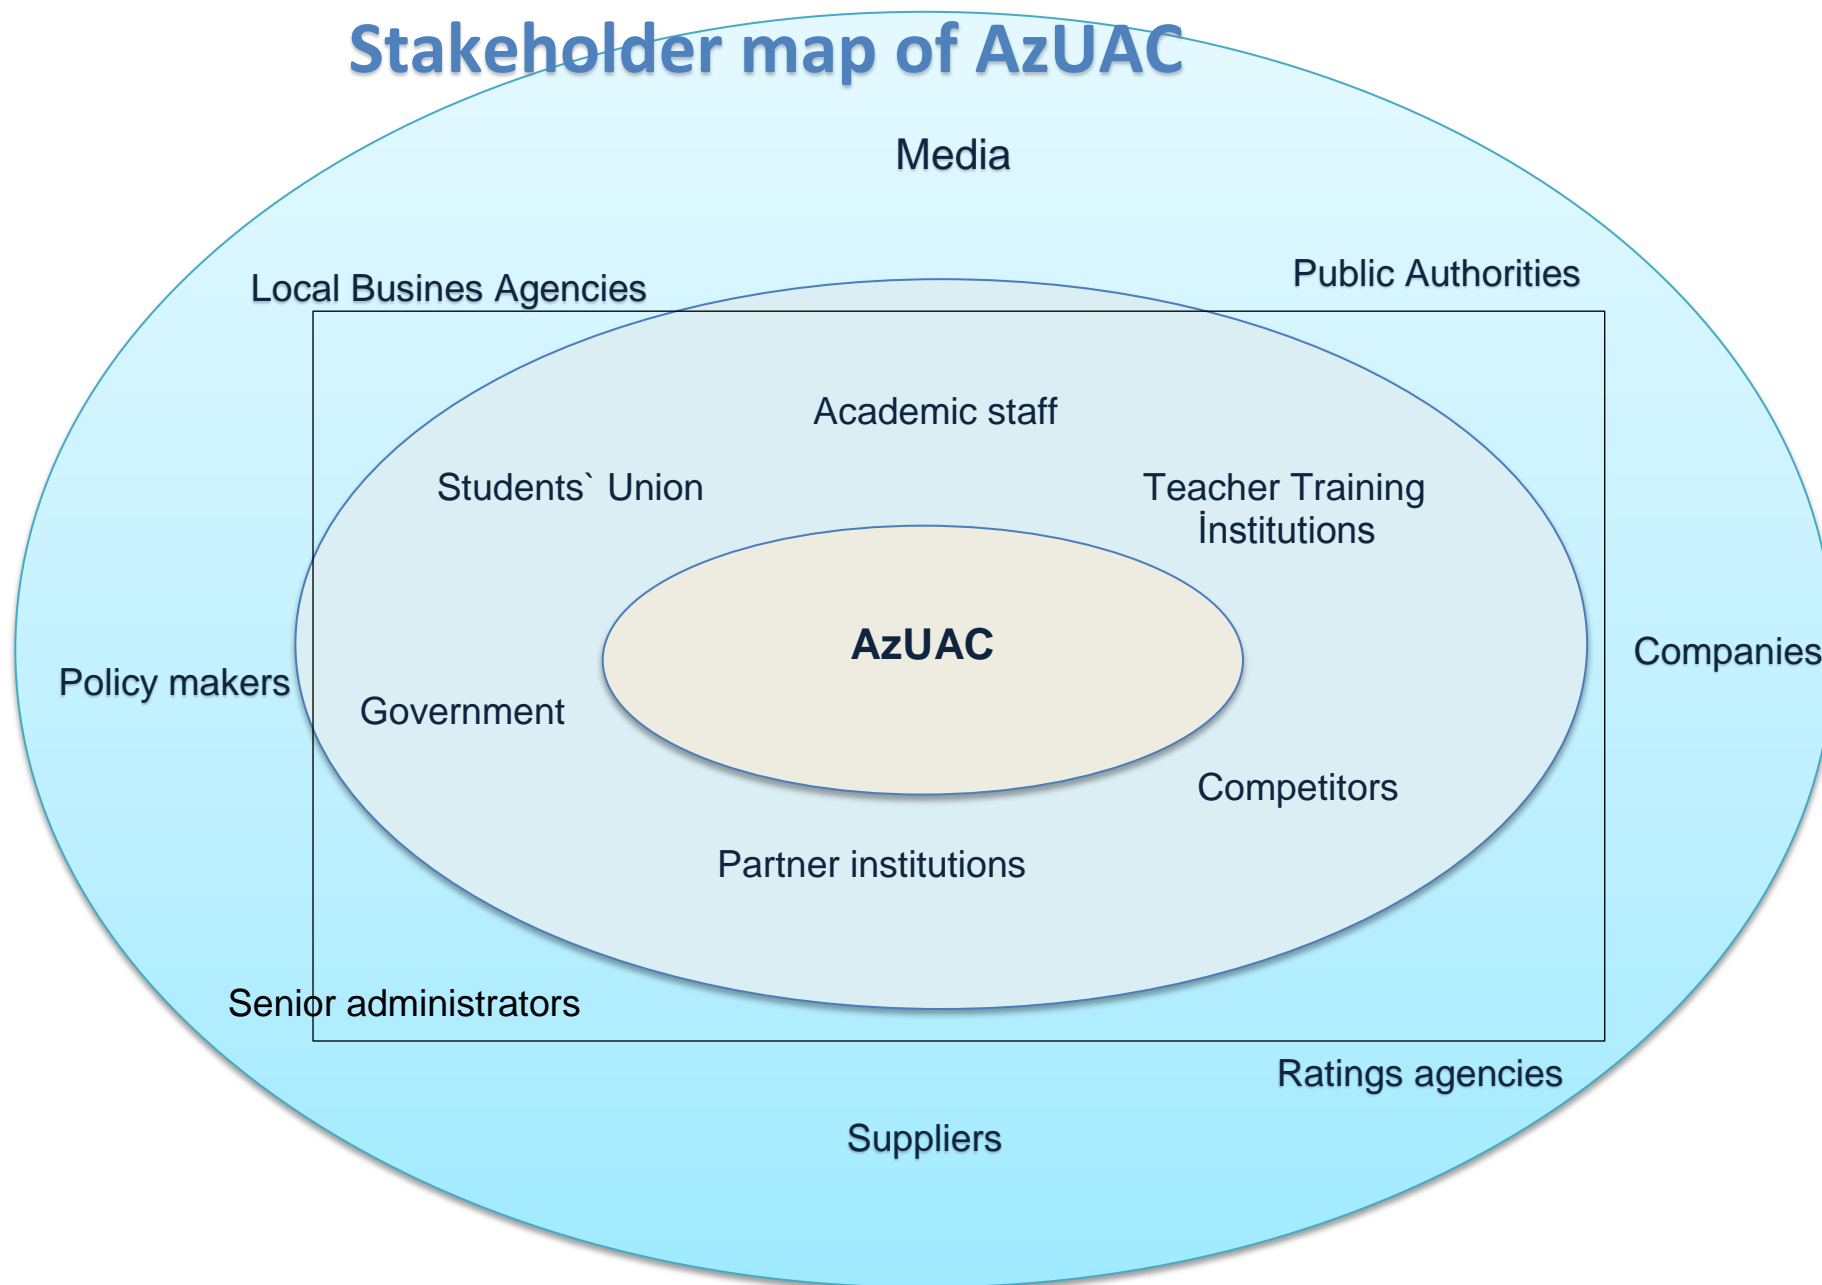 Stakeholder map of AzUAC
Media
Local Busines Agencies
Public Authorities
Academic staff
Students` Union
Teacher Training
İnstitutions
AzUAC
Policy makers
Government
Companies
Competitors
Partner institutions
Senior administrators
Ratings agencies
Suppliers